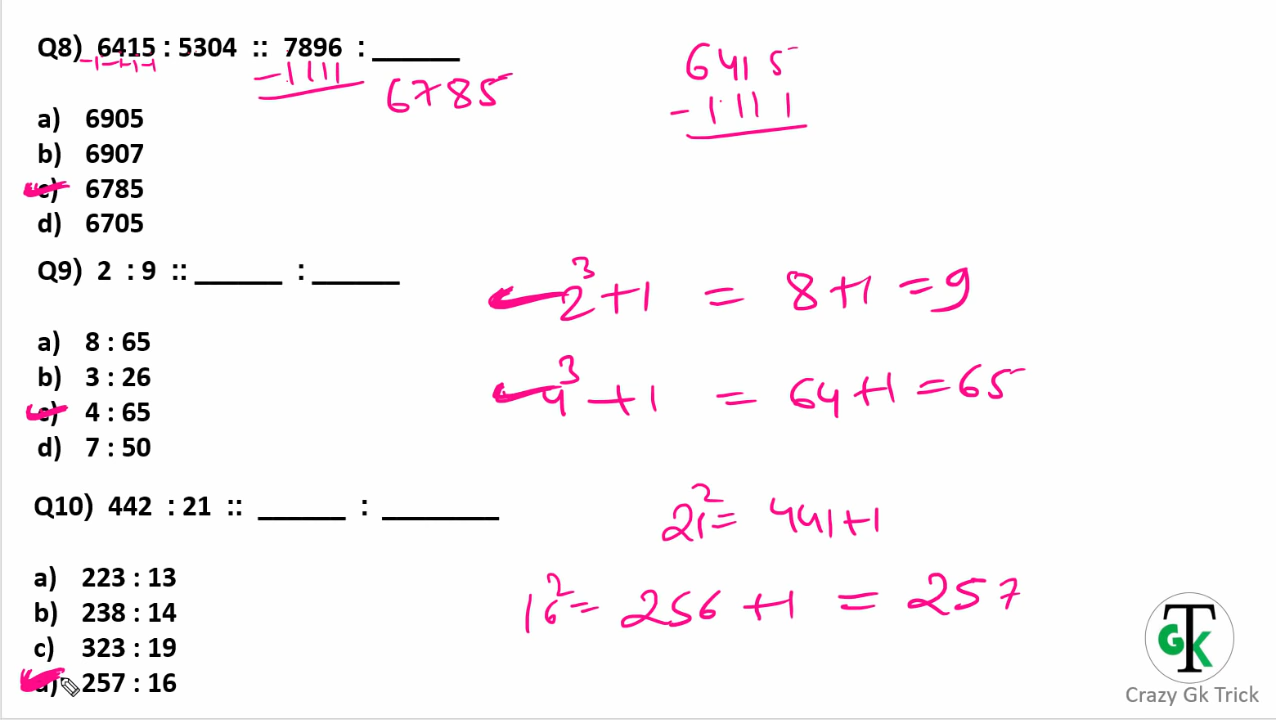 Q8) 6415 : 5304 :: 7896 : ______
-1-1-1-1
- 1111
6785
6415
- 1111
a) 6905
b) 6907
c) 6785
d) 6705
Q9) 2 : 9 :: ______ : ______
2³+1 = 8+1 = 9
a) 8 : 65
b) 3 : 26
4³+1 = 64+1 = 65
c) 4 : 65
d) 7 : 50
Q10) 442 : 21 :: ______ : ________
21² = 441+1
a) 223 : 13
16² = 256+1 = 257
b) 238 : 14
c) 323 : 19
d) 257 : 16
TGK
Crazy Gk Trick